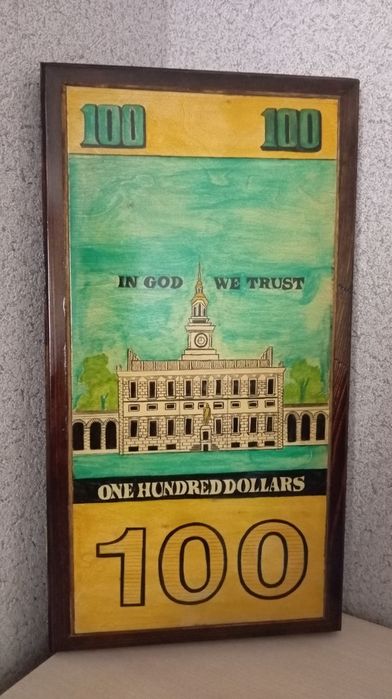 100 100
IN GOD WE TRUST
ONE HUNDRED DOLLARS
100